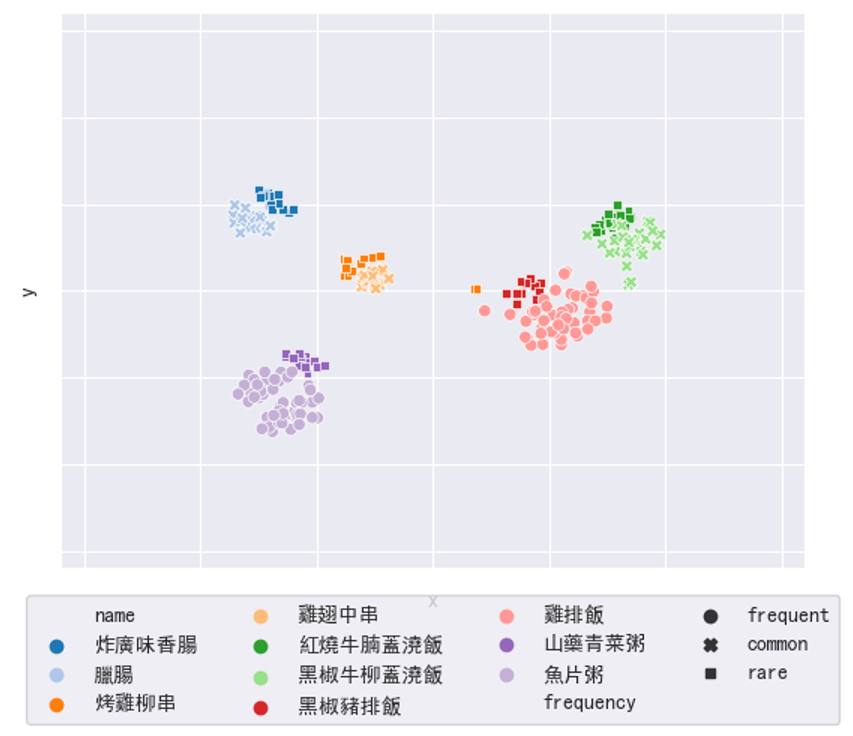 y
x
name
炸廣味香腸
臘腸
烤雞柳串
雞翅中串
紅燒牛腩蓋澆飯
黑椒牛柳蓋澆飯
黑椒豬排飯
雞排飯
山藥青菜粥
魚片粥
frequency
frequent
common
rare